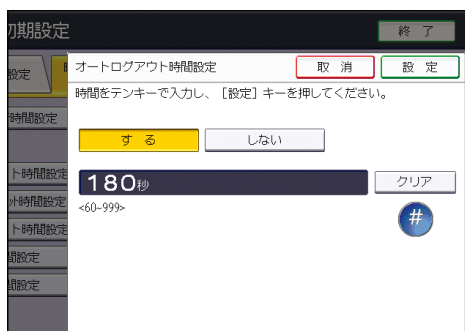 初期設定
終 了
設定
オートログアウト時間設定
取 消
設 定
時間をテンキーで入力し、［設定］キーを押してください。
時間設定
する
しない
ト時間設定
180秒
クリア
ット時間設定
<60~999>
#
ト時間設定
間設定
間設定